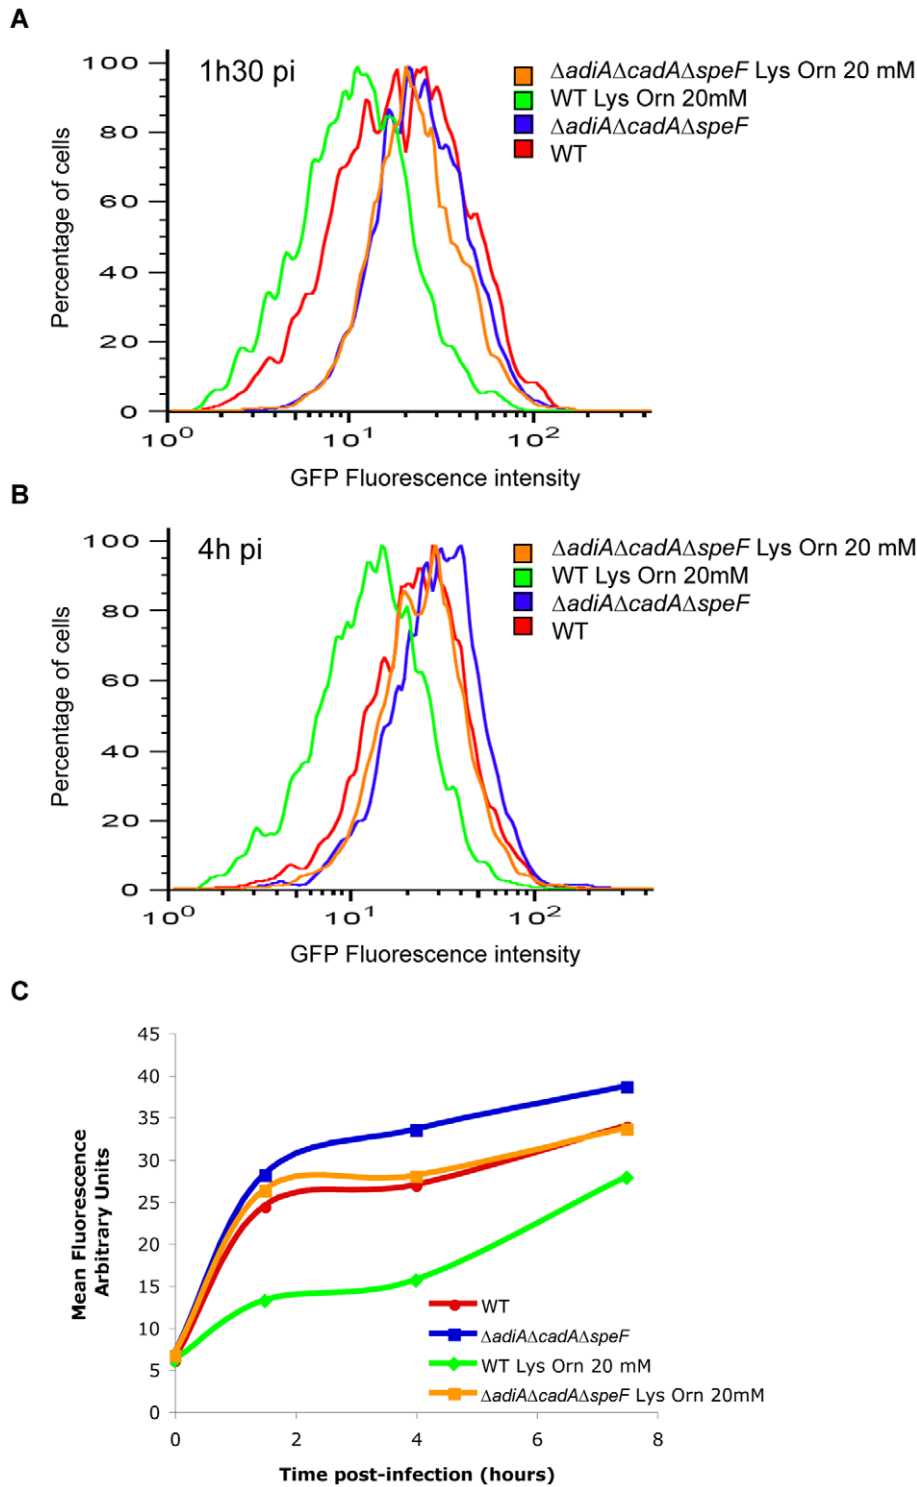 A
1h30 pi
ΔadiAΔcadAΔspeF Lys Orn 20 mM
WT Lys Orn 20mM
ΔadiAΔcadAΔspeF
WT
Percentage of cells
100
80
60
40
20
0
10⁰ 10¹ 10²
GFP Fluorescence intensity
B
4h pi
ΔadiAΔcadAΔspeF Lys Orn 20 mM
WT Lys Orn 20mM
ΔadiAΔcadAΔspeF
WT
Percentage of cells
100
80
60
40
20
0
10⁰ 10¹ 10²
GFP Fluorescence intensity
C
Mean Fluorescence
Arbitrary Units
45
40
35
30
25
20
15
10
5
0
WT
ΔadiAΔcadAΔspeF
WT Lys Orn 20 mM
ΔadiAΔcadAΔspeF Lys Orn 20mM
0 2 4 6 8
Time post-infection (hours)